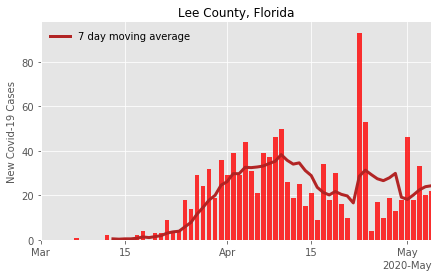 Lee County, Florida
7 day moving average
New Covid-19 Cases
80
60
40
20
0
Mar
15
Apr
15
May
2020-May